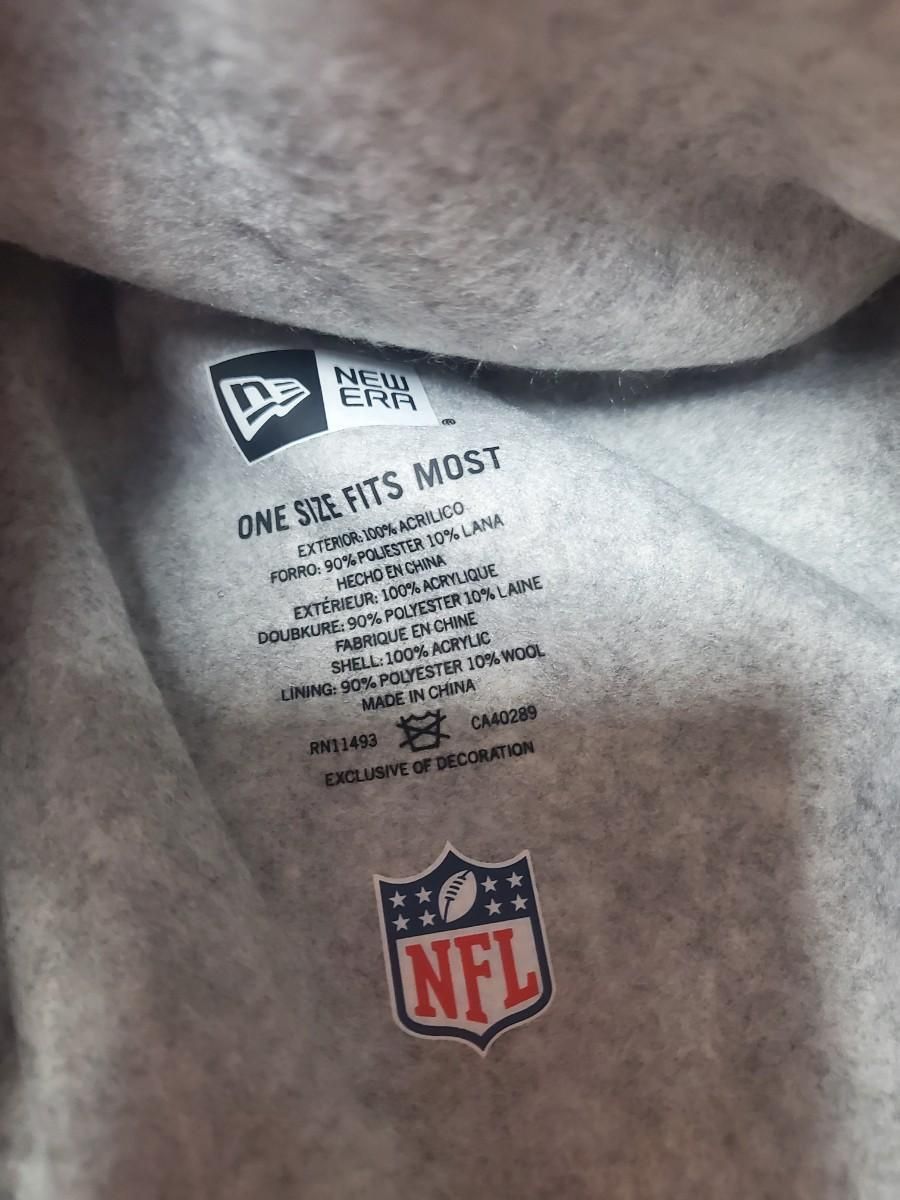 NEW
ERA
®
ONE SIZE FITS MOST
EXTERIOR: 100% ACRILICO
FORRO: 90% POLIESTER 10% LANA
HECHO EN CHINA
EXTÉRIEUR: 100% ACRYLIQUE
DOUBKURE: 90% POLYESTER 10% LAINE
FABRIQUE EN CHINE
SHELL: 100% ACRYLIC
LINING: 90% POLYESTER 10% WOOL
MADE IN CHINA
RN11493 CA40289
EXCLUSIVE OF DECORATION
NFL